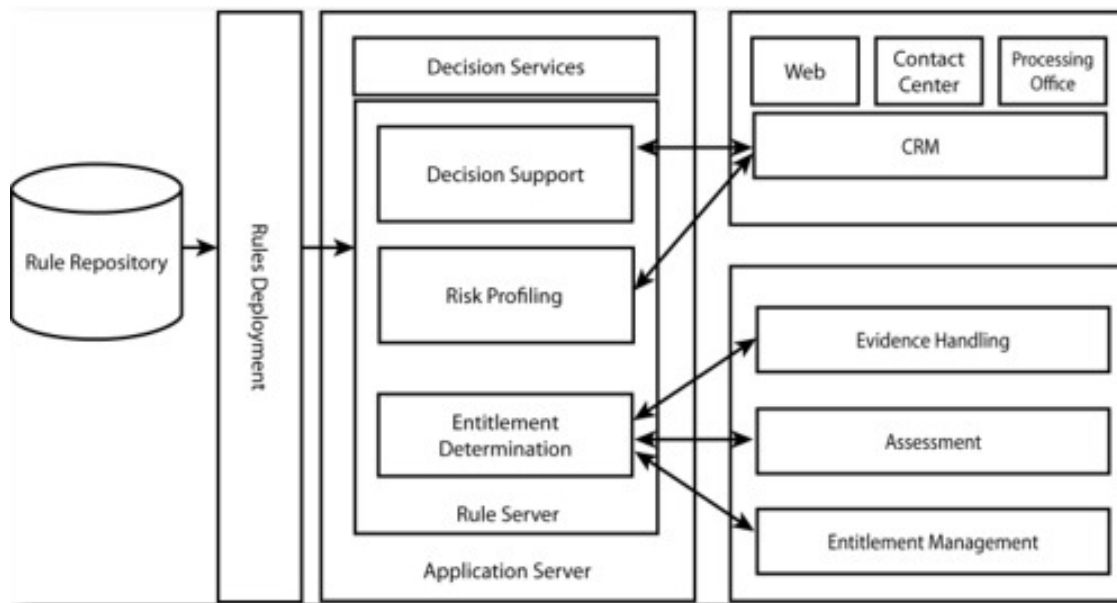 Rule Repository
Rules Deployment
Decision Services
Decision Support
Risk Profiling
Entitlement
Determination
Rule Server
Application Server
Web
Contact
Center
Processing
Office
CRM
Evidence Handling
Assessment
Entitlement Management